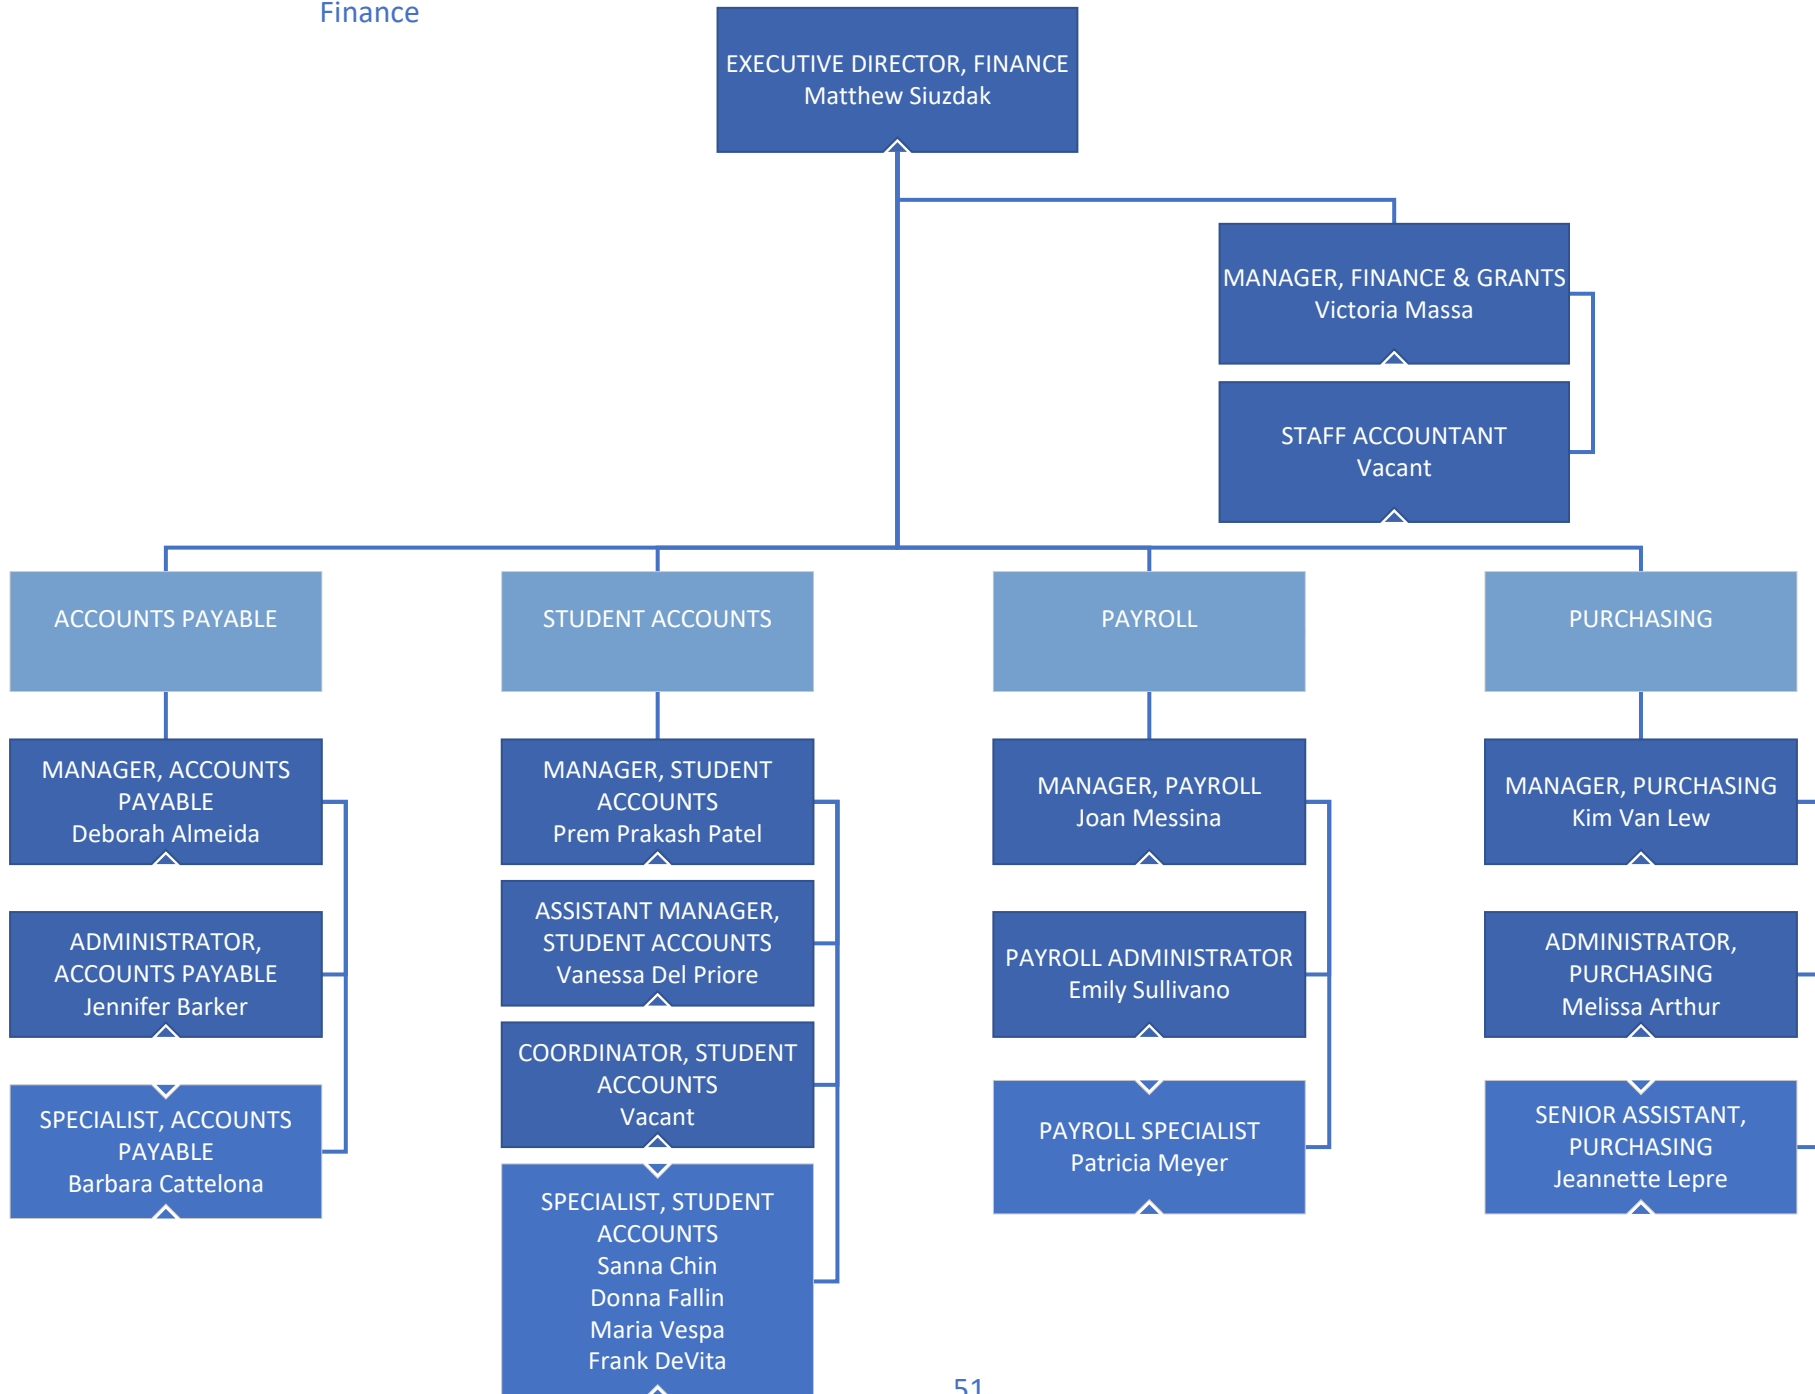 Finance
EXECUTIVE DIRECTOR, FINANCE
Matthew Siuzdak
MANAGER, FINANCE & GRANTS
Victoria Massa
STAFF ACCOUNTANT
Vacant
ACCOUNTS PAYABLE
STUDENT ACCOUNTS
PAYROLL
PURCHASING
MANAGER, ACCOUNTS
PAYABLE
Deborah Almeida
ADMINISTRATOR,
ACCOUNTS PAYABLE
Jennifer Barker
SPECIALIST, ACCOUNTS
PAYABLE
Barbara Cattelona
MANAGER, STUDENT
ACCOUNTS
Prem Prakash Patel
ASSISTANT MANAGER,
STUDENT ACCOUNTS
Vanessa Del Priore
COORDINATOR, STUDENT
ACCOUNTS
Vacant
SPECIALIST, STUDENT
ACCOUNTS
Sanna Chin
Donna Fallin
Maria Vespa
Frank DeVita
MANAGER, PAYROLL
Joan Messina
PAYROLL ADMINISTRATOR
Emily Sullivano
PAYROLL SPECIALIST
Patricia Meyer
MANAGER, PURCHASING
Kim Van Lew
ADMINISTRATOR,
PURCHASING
Melissa Arthur
SENIOR ASSISTANT,
PURCHASING
Jeannette Lepre
51